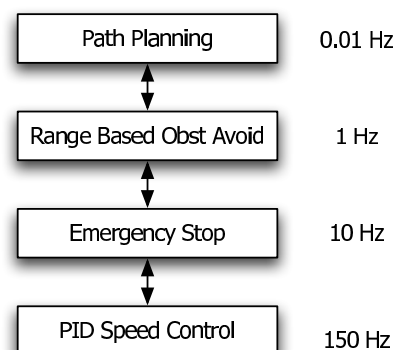 Path Planning 0.01 Hz
Range Based Obst Avoid 1 Hz
Emergency Stop 10 Hz
PID Speed Control 150 Hz